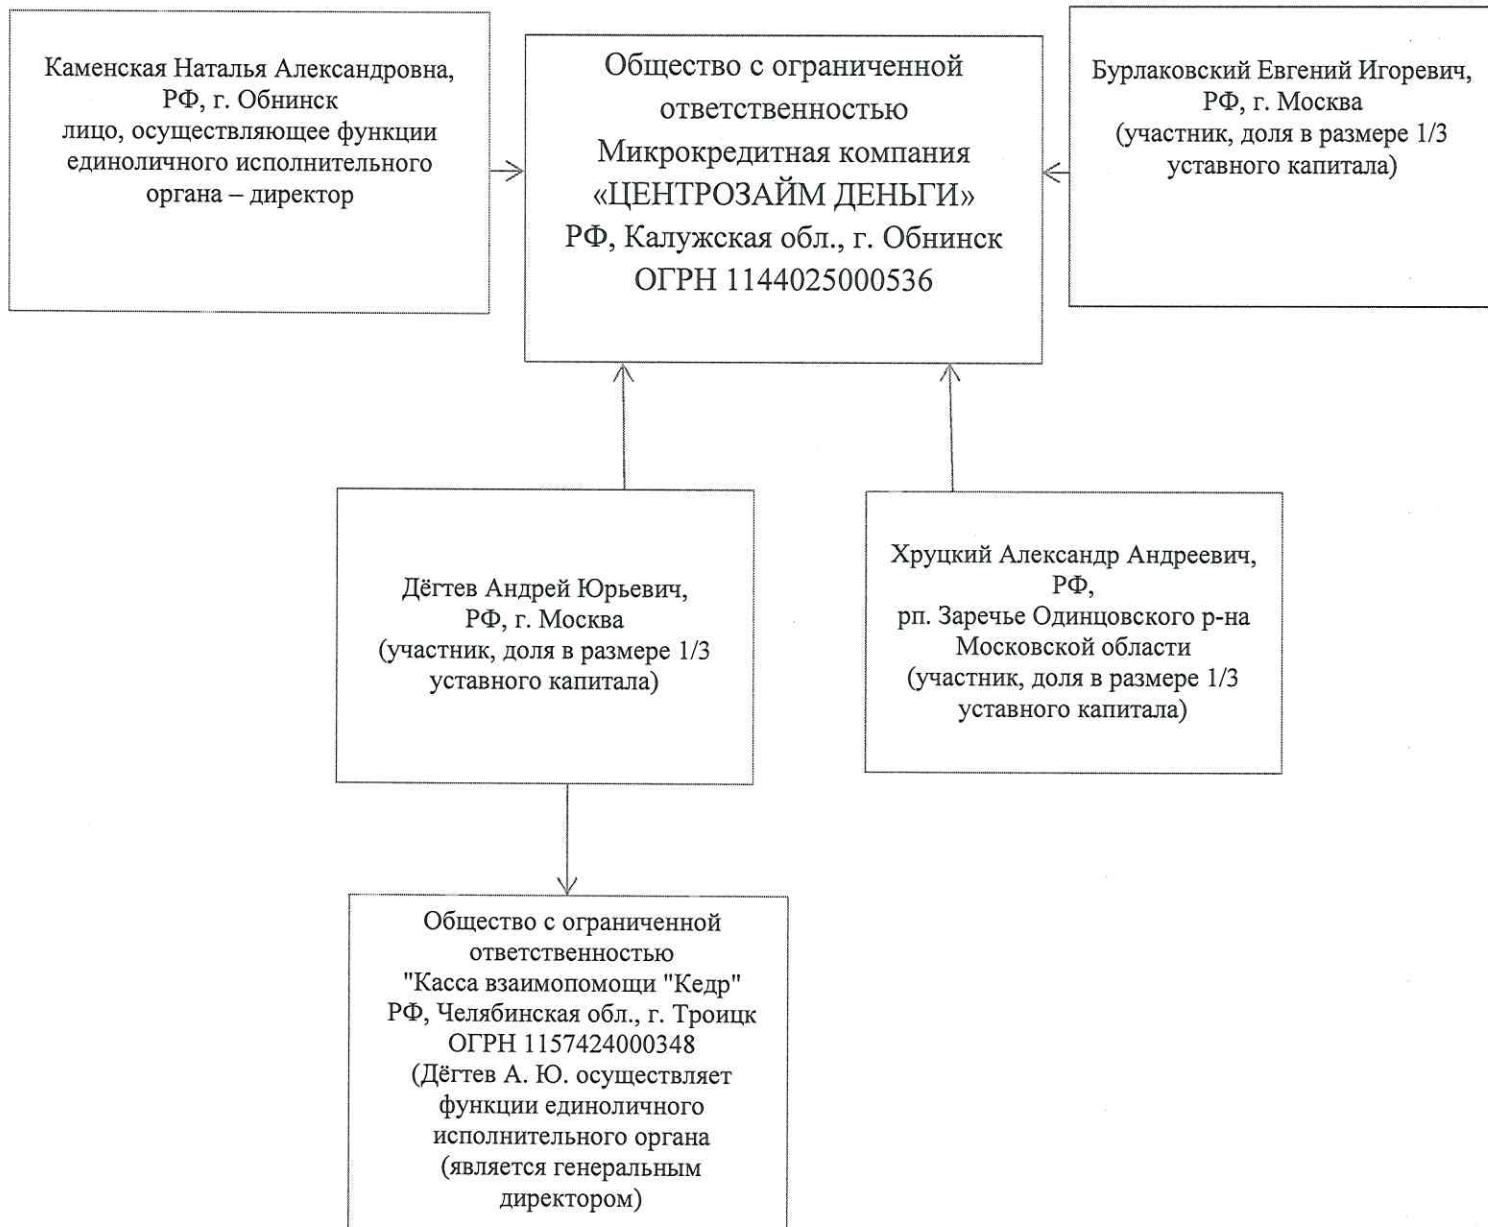 Каменская Наталья Александровна,
РФ, г. Обнинск
лицо, осуществляющее функции
единоличного исполнительного
органа – директор
Общество с ограниченной
ответственностью
Микрокредитная компания
«ЦЕНТРОЗАЙМ ДЕНЬГИ»
РФ, Калужская обл., г. Обнинск
ОГРН 1144025000536
Бурлаковский Евгений Игоревич,
РФ, г. Москва
(участник, доля в размере 1/3
уставного капитала)
Дёгтев Андрей Юрьевич,
РФ, г. Москва
(участник, доля в размере 1/3
уставного капитала)
Хруцкий Александр Андреевич,
РФ,
рп. Заречье Одинцовского р-на
Московской области
(участник, доля в размере 1/3
уставного капитала)
Общество с ограниченной
ответственностью
"Касса взаимопомощи "Кедр"
РФ, Челябинская обл., г. Троицк
ОГРН 1157424000348
(Дёгтев А. Ю. осуществляет
функции единоличного
исполнительного органа
(является генеральным
директором)